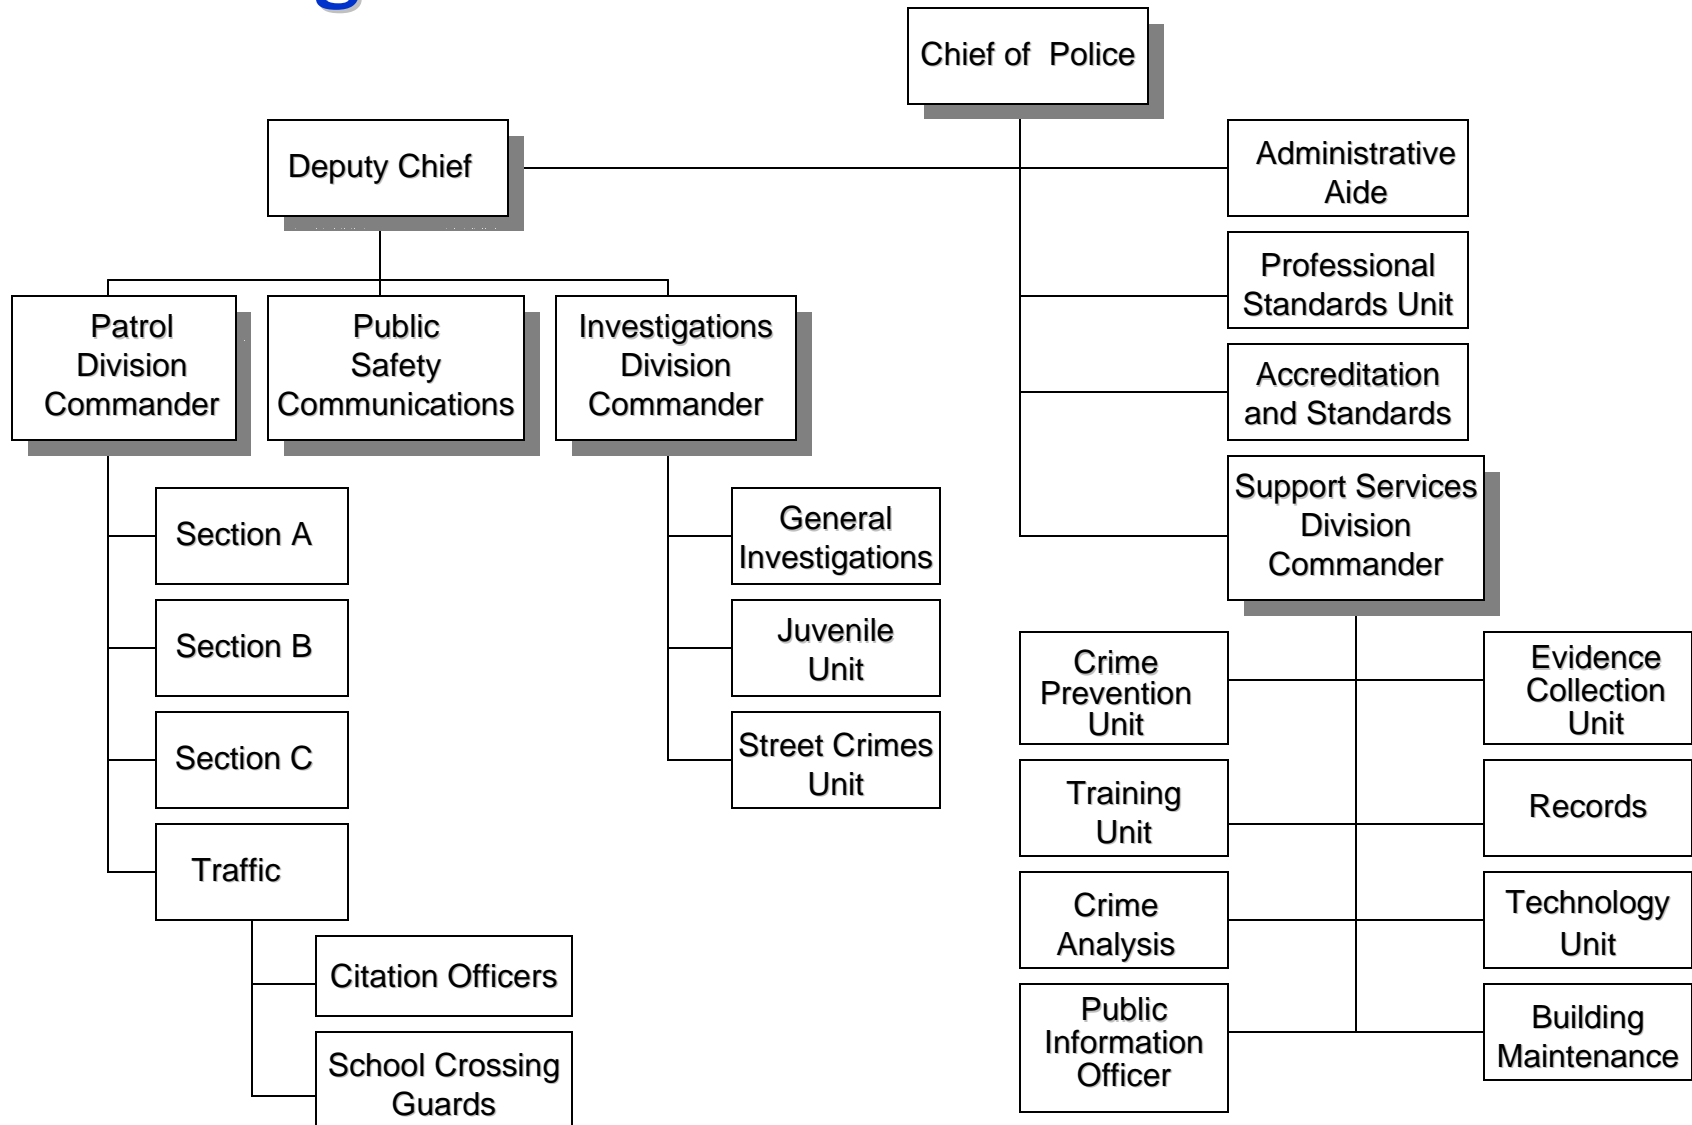 Chief of Police
Deputy Chief
Administrative
Aide
Professional
Standards Unit
Patrol
Division
Commander
Public
Safety
Communications
Investigations
Division
Commander
Accreditation
and Standards
Support Services
Division
Commander
Section A
Section B
Section C
Traffic
Citation Officers
School Crossing
Guards
General
Investigations
Juvenile
Unit
Street Crimes
Unit
Crime
Prevention
Unit
Training
Unit
Crime
Analysis
Public
Information
Officer
Evidence
Collection
Unit
Records
Technology
Unit
Building
Maintenance